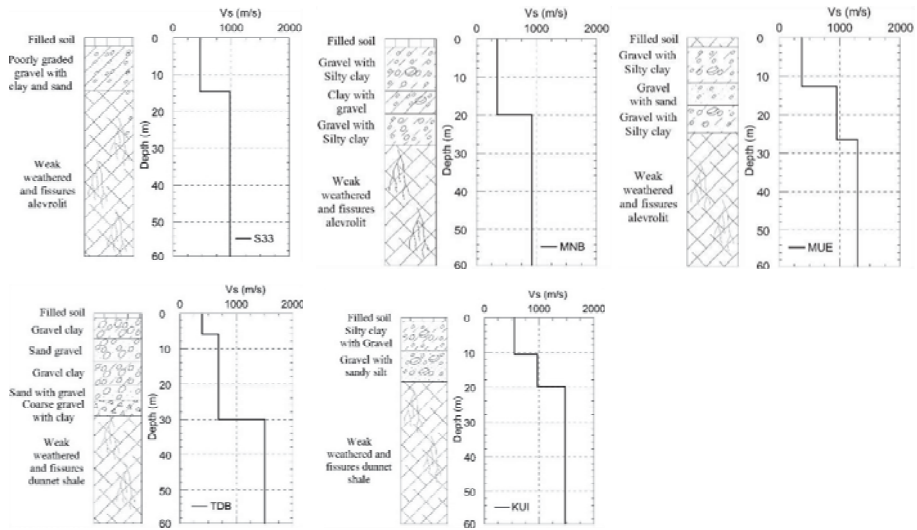 Vs (m/s)
0 1000 2000
Filled soil
Poorly graded
gravel with
clay and sand
Weak
weathered
and fissures
alevrolit
Depth (m)
0
10
20
30
40
50
60
S33
Vs (m/s)
0 1000 2000
Filled soil
Gravel with
Silty clay
Clay with
gravel
Gravel with
Silty clay
Weak
weathered
and fissures
alevrolit
Depth (m)
0
10
20
30
40
50
60
MNB
Vs (m/s)
0 1000 2000
Filled soil
Gravel with
Silty clay
Gravel
with sand
Gravel with
Silty clay
Weak
weathered
and fissures
alevrolit
Depth (m)
0
10
20
30
40
50
60
MUE
Vs (m/s)
0 1000 2000
Filled soil
Gravel clay
Sand gravel
Gravel clay
Sand with gravel
Coarse gravel
with clay
Weak
weathered
and fissures
dunnet shale
Depth (m)
0
10
20
30
40
50
60
TDB
Vs (m/s)
0 1000 2000
Filled soil
Silty clay
with Gravel
Gravel with
sandy silt
Weak
weathered and
fissures dunnet
shale
Depth (m)
0
10
20
30
40
50
60
KUI